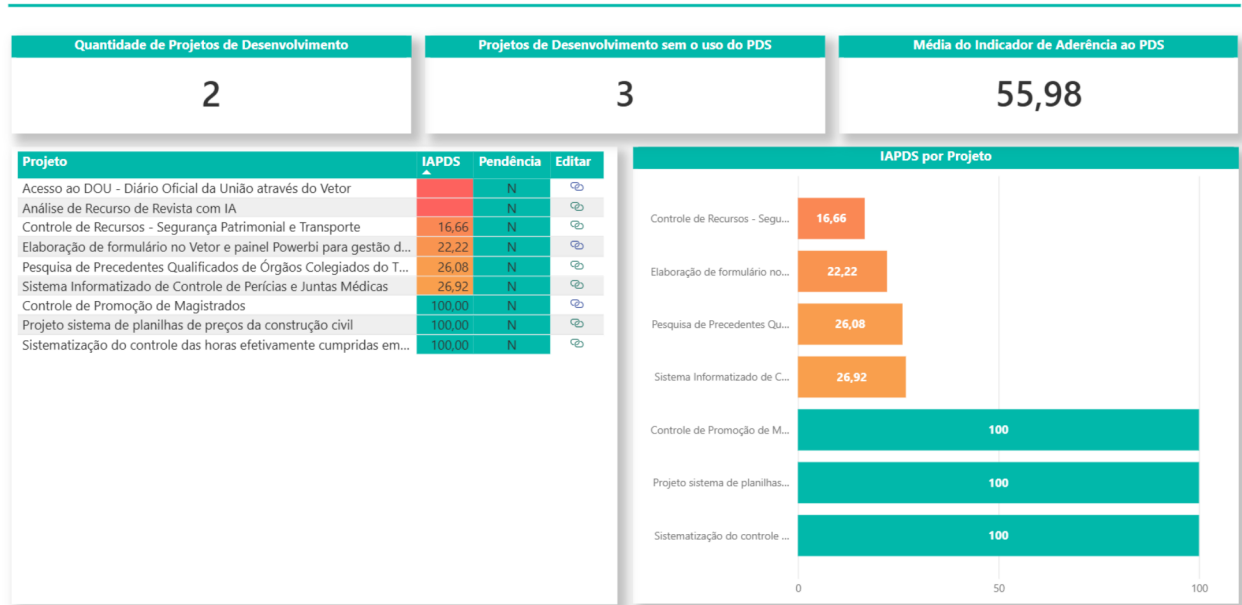 Quantidade de Projetos de Desenvolvimento
2
Projetos de Desenvolvimento sem o uso do PDS
3
Média do Indicador de Aderência ao PDS
55,98
Projeto IAPDS Pendência Editar
Acesso ao DOU - Diário Oficial da União através do Vetor N
Análise de Recurso de Revista com IA N
Controle de Recursos - Segurança Patrimonial e Transporte 16,66 N
Elaboração de formulário no Vetor e painel Powerbi para gestão d... 22,22 N
Pesquisa de Precedentes Qualificados de Órgãos Colegiados do T... 26,08 N
Sistema Informatizado de Controle de Perícias e Juntas Médicas 26,92 N
Controle de Promoção de Magistrados 100,00 N
Projeto sistema de planilhas de preços da construção civil 100,00 N
Sistematização do controle das horas efetivamente cumpridas em... 100,00 N
IAPDS por Projeto
Controle de Recursos - Segu... 16,66
Elaboração de formulário no... 22,22
Pesquisa de Precedentes Qu... 26,08
Sistema Informatizado de C... 26,92
Controle de Promoção de M... 100
Projeto sistema de planilhas... 100
Sistematização do controle ... 100
0 50 100